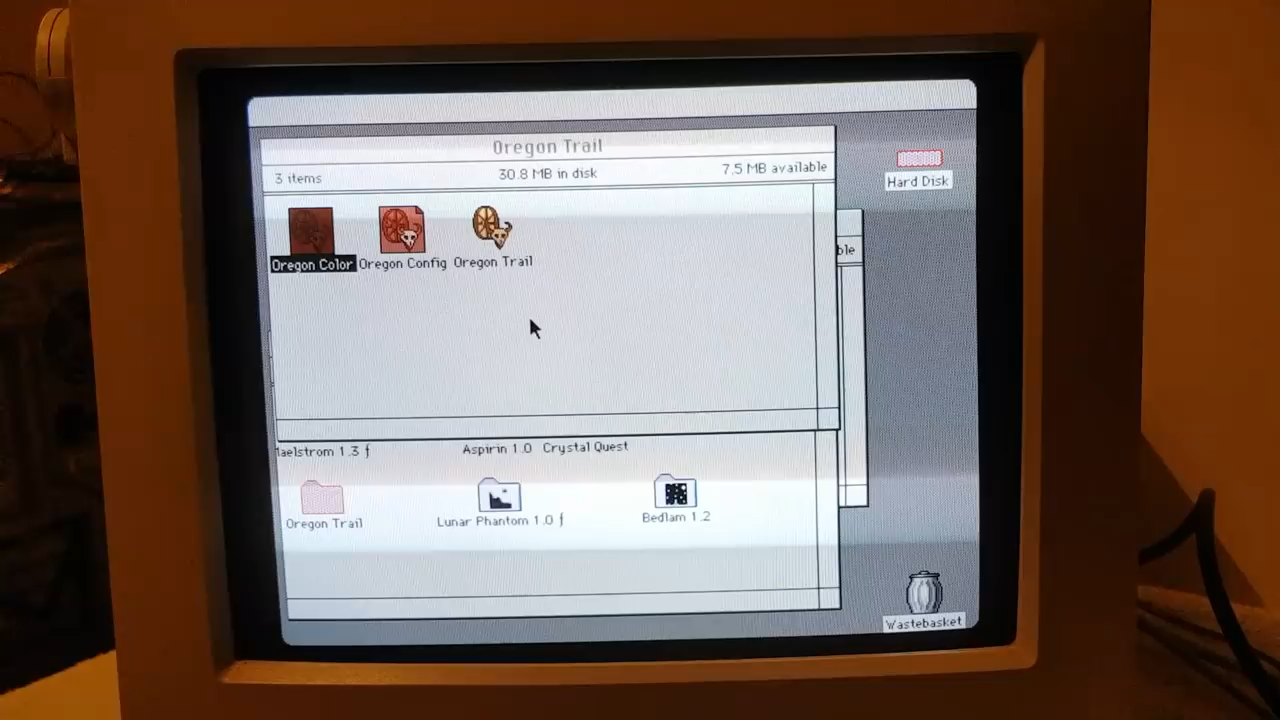 Oregon Trail
3 items 30.8 MB in disk 7.5 MB available
Hard Disk
ble
Oregon Color Oregon Config Oregon Trail
aelstrom 1.3 ƒ Aspirin 1.0 Crystal Quest
Oregon Trail Lunar Phantom 1.0 ƒ Bedlam 1.2
Wastebasket